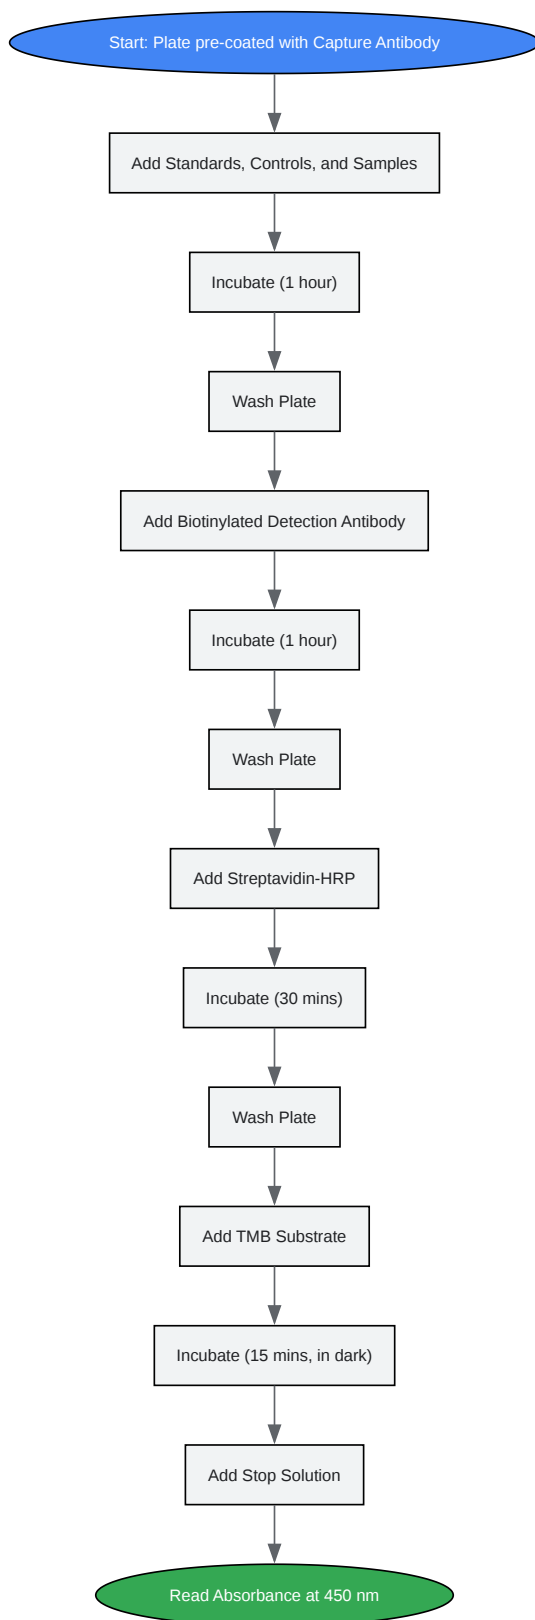 Start: Plate pre-coated with Capture Antibody
Add Standards, Controls, and Samples
Incubate (1 hour)
Wash Plate
Add Biotinylated Detection Antibody
Incubate (1 hour)
Wash Plate
Add Streptavidin-HRP
Incubate (30 mins)
Wash Plate
Add TMB Substrate
Incubate (15 mins, in dark)
Add Stop Solution
Read Absorbance at 450 nm